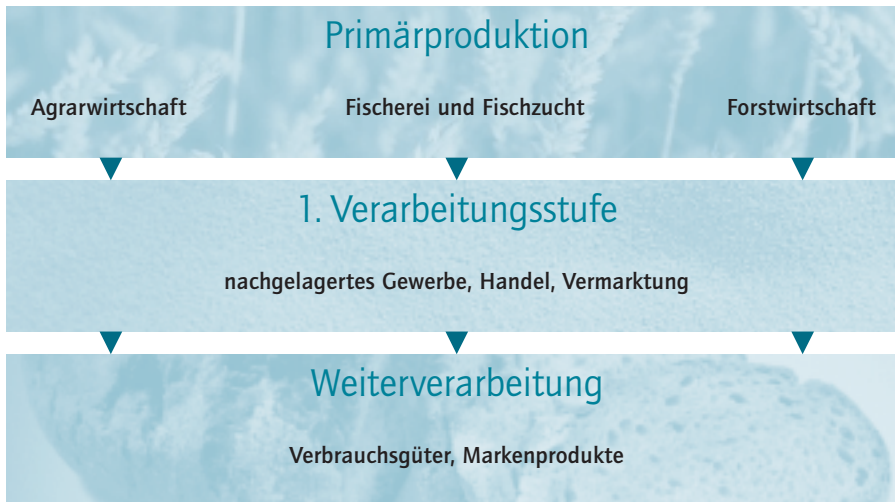 Primärproduktion
Agrarwirtschaft Fischerei und Fischzucht Forstwirtschaft
1. Verarbeitungsstufe
nachgelagertes Gewerbe, Handel, Vermarktung
Weiterverarbeitung
Verbrauchsgüter, Markenprodukte